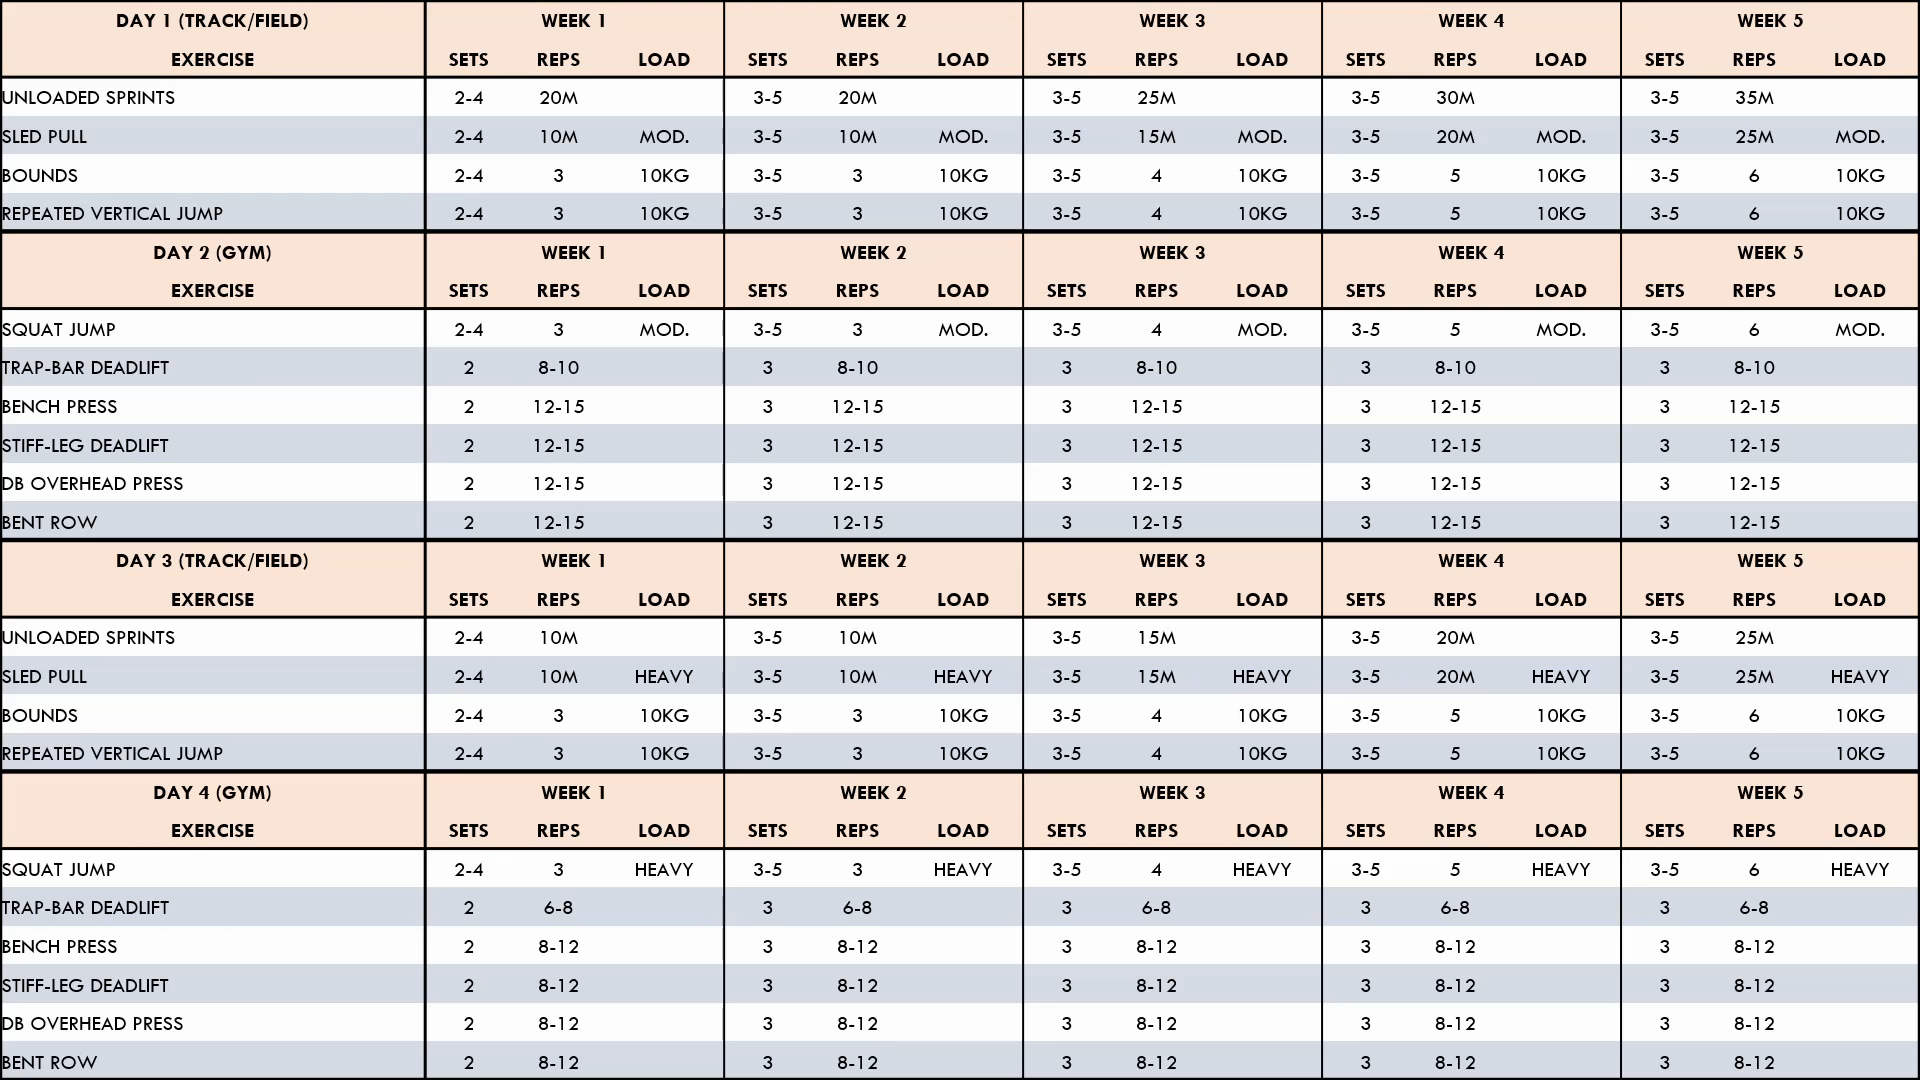 DAY 1 (TRACK/FIELD) WEEK 1 WEEK 2 WEEK 3 WEEK 4 WEEK 5
EXERCISE SETS REPS LOAD SETS REPS LOAD SETS REPS LOAD SETS REPS LOAD SETS REPS LOAD
UNLOADED SPRINTS 2-4 20M 3-5 20M 3-5 25M 3-5 30M 3-5 35M
SLED PULL 2-4 10M MOD. 3-5 10M MOD. 3-5 15M MOD. 3-5 20M MOD. 3-5 25M MOD.
BOUNDS 2-4 3 10KG 3-5 3 10KG 3-5 4 10KG 3-5 5 10KG 3-5 6 10KG
REPEATED VERTICAL JUMP 2-4 3 10KG 3-5 3 10KG 3-5 4 10KG 3-5 5 10KG 3-5 6 10KG
DAY 2 (GYM) WEEK 1 WEEK 2 WEEK 3 WEEK 4 WEEK 5
EXERCISE SETS REPS LOAD SETS REPS LOAD SETS REPS LOAD SETS REPS LOAD SETS REPS LOAD
SQUAT JUMP 2-4 3 MOD. 3-5 3 MOD. 3-5 4 MOD. 3-5 5 MOD. 3-5 6 MOD.
TRAP-BAR DEADLIFT 2 8-10 3 8-10 3 8-10 3 8-10 3 8-10
BENCH PRESS 2 12-15 3 12-15 3 12-15 3 12-15 3 12-15
STIFF-LEG DEADLIFT 2 12-15 3 12-15 3 12-15 3 12-15 3 12-15
DB OVERHEAD PRESS 2 12-15 3 12-15 3 12-15 3 12-15 3 12-15
BENT ROW 2 12-15 3 12-15 3 12-15 3 12-15 3 12-15
DAY 3 (TRACK/FIELD) WEEK 1 WEEK 2 WEEK 3 WEEK 4 WEEK 5
EXERCISE SETS REPS LOAD SETS REPS LOAD SETS REPS LOAD SETS REPS LOAD SETS REPS LOAD
UNLOADED SPRINTS 2-4 10M 3-5 10M 3-5 15M 3-5 20M 3-5 25M
SLED PULL 2-4 10M HEAVY 3-5 10M HEAVY 3-5 15M HEAVY 3-5 20M HEAVY 3-5 25M HEAVY
BOUNDS 2-4 3 10KG 3-5 3 10KG 3-5 4 10KG 3-5 5 10KG 3-5 6 10KG
REPEATED VERTICAL JUMP 2-4 3 10KG 3-5 3 10KG 3-5 4 10KG 3-5 5 10KG 3-5 6 10KG
DAY 4 (GYM) WEEK 1 WEEK 2 WEEK 3 WEEK 4 WEEK 5
EXERCISE SETS REPS LOAD SETS REPS LOAD SETS REPS LOAD SETS REPS LOAD SETS REPS LOAD
SQUAT JUMP 2-4 3 HEAVY 3-5 3 HEAVY 3-5 4 HEAVY 3-5 5 HEAVY 3-5 6 HEAVY
TRAP-BAR DEADLIFT 2 6-8 3 6-8 3 6-8 3 6-8 3 6-8
BENCH PRESS 2 8-12 3 8-12 3 8-12 3 8-12 3 8-12
STIFF-LEG DEADLIFT 2 8-12 3 8-12 3 8-12 3 8-12 3 8-12
DB OVERHEAD PRESS 2 8-12 3 8-12 3 8-12 3 8-12 3 8-12
BENT ROW 2 8-12 3 8-12 3 8-12 3 8-12 3 8-12